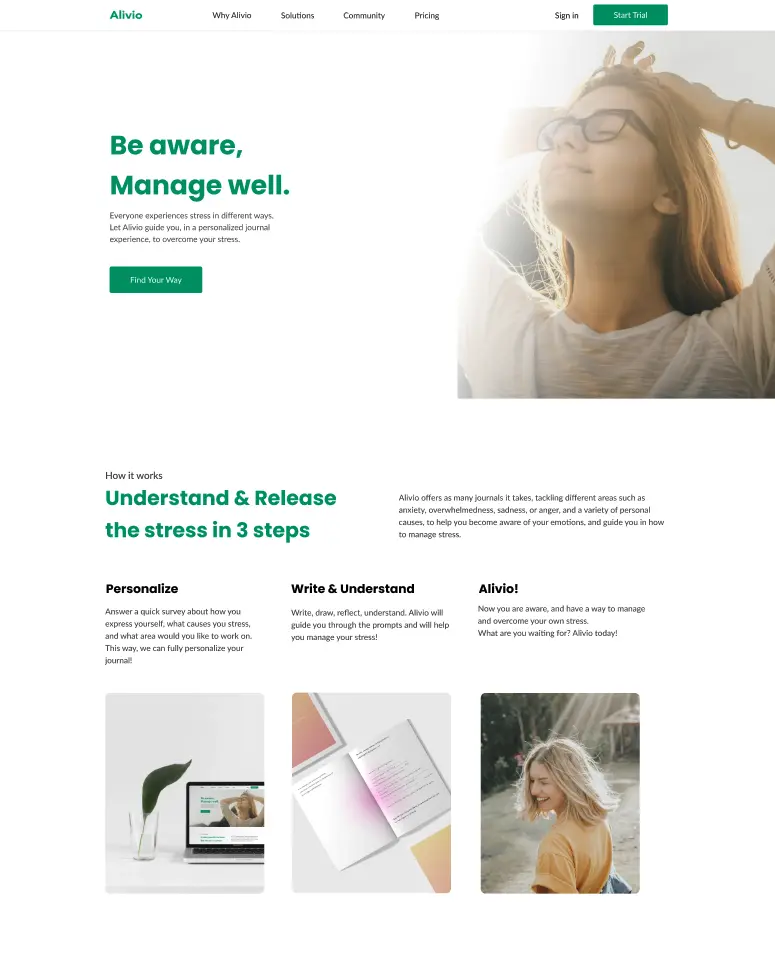 Alivio
Why Alivio
Solutions
Community
Pricing
Sign in
Start Trial
Be aware,
Manage well.
Everyone experiences stress in different ways.
Let Alivio guide you, in a personalized journal
experience, to overcome your stress.
Find Your Way
How it works
Understand & Release
the stress in 3 steps
Alivio offers as many journals it takes, tackling different areas such as
anxiety, overwhelmedness, sadness, or anger, and a variety of personal
causes, to help you become aware of your emotions, and guide you in how
to manage stress.
Personalize
Answer a quick survey about how you
express yourself, what causes you stress,
and what area would you like to work on.
This way, we can fully personalize your
journal!
Write & Understand
Write, draw, reflect, understand. Alivio will
guide you through the prompts and will help
you manage your stress!
Alivio!
Now you are aware, and have a way to manage
and overcome your own stress.
What are you waiting for? Alivio today!